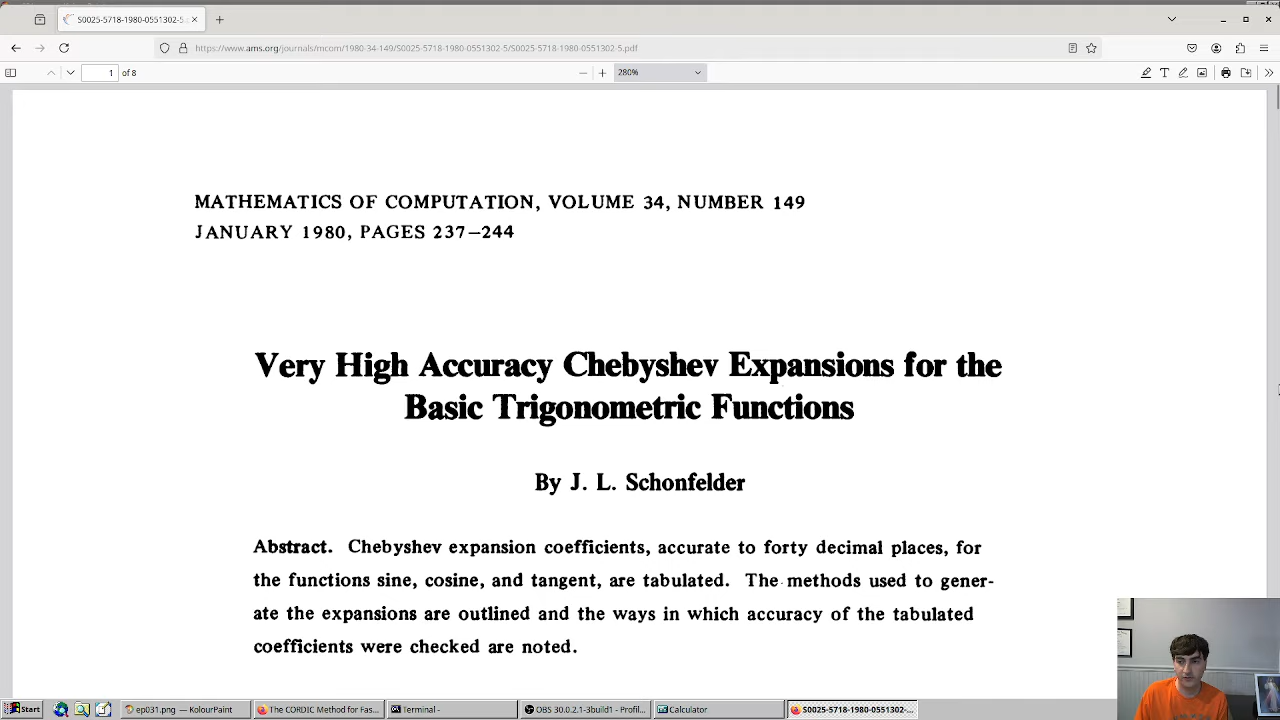 S0025-5718-1980-0551302-5
https://www.ams.org/journals/mcom/1980-34-149/S0025-5718-1980-0551302-5/S0025-5718-1980-0551302-5.pdf
1 of 8
280%
MATHEMATICS OF COMPUTATION, VOLUME 34, NUMBER 149
JANUARY 1980, PAGES 237–244
Very High Accuracy Chebyshev Expansions for the
Basic Trigonometric Functions
By J. L. Schonfelder
Abstract. Chebyshev expansion coefficients, accurate to forty decimal places, for
the functions sine, cosine, and tangent, are tabulated. The methods used to gener-
ate the expansions are outlined and the ways in which accuracy of the tabulated
coefficients were checked are noted.
Start
ep031.png — KolourPaint
The CORDIC Method for Fas...
Terminal -
OBS 30.0.2.1-3build1 - Profil...
Calculator
S0025-5718-1980-0551302-...